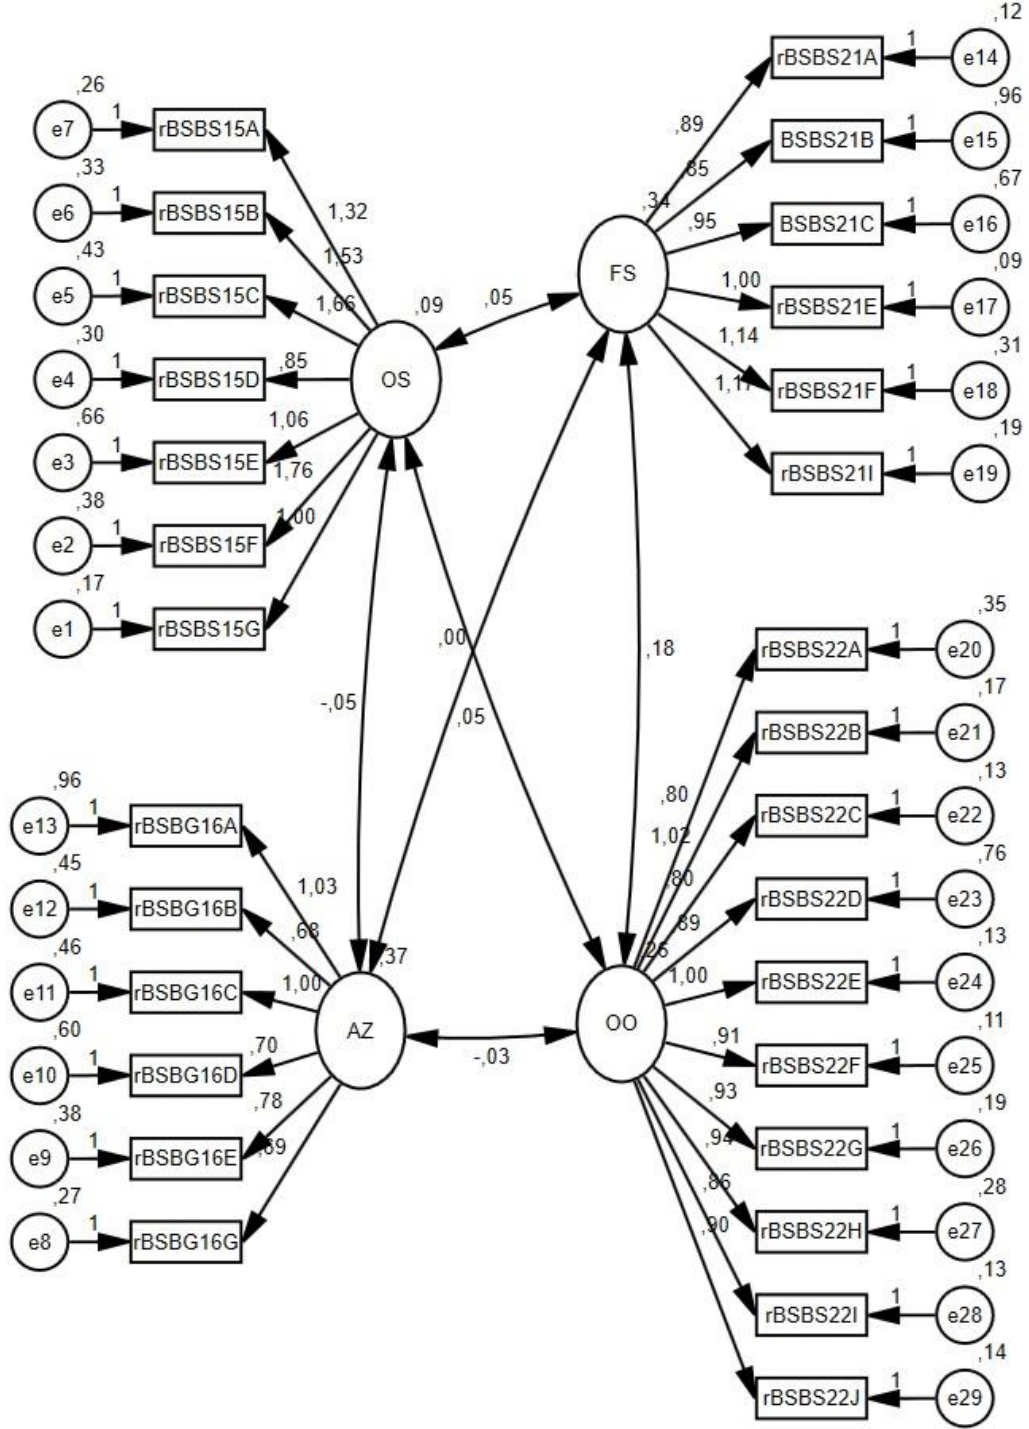 ,26
e7 1 rBSBS15A
,33
e6 1 rBSBS15B
,43
e5 1 rBSBS15C
,30
e4 1 rBSBS15D
,66
e3 1 rBSBS15E
,38
e2 1 rBSBS15F
,17
e1 1 rBSBS15G
1,32
1,53
1,66
,85
1,06
1,76
1,00
,09
OS
,05
,12
rBSBS21A 1 e14
,96
BSBS21B 1 e15
,67
BSBS21C 1 e16
,09
rBSBS21E 1 e17
,31
rBSBS21F 1 e18
,19
rBSBS21I 1 e19
,89
,85
,95
1,00
1,14
1,17
,34
FS
,00
,18
-,05
,05
,96
e13 1 rBSBG16A
,45
e12 1 rBSBG16B
,46
e11 1 rBSBG16C
,60
e10 1 rBSBG16D
,38
e9 1 rBSBG16E
,27
e8 1 rBSBG16G
1,03
,68
1,00
,70
,78
,69
,37
AZ
-,03
,35
rBSBS22A 1 e20
,17
rBSBS22B 1 e21
,13
rBSBS22C 1 e22
,76
rBSBS22D 1 e23
,13
rBSBS22E 1 e24
,11
rBSBS22F 1 e25
,19
rBSBS22G 1 e26
,28
rBSBS22H 1 e27
,13
rBSBS22I 1 e28
,14
rBSBS22J 1 e29
,80
1,02
,80
,89
1,00
,91
,93
,94
,86
,90
,26
OO